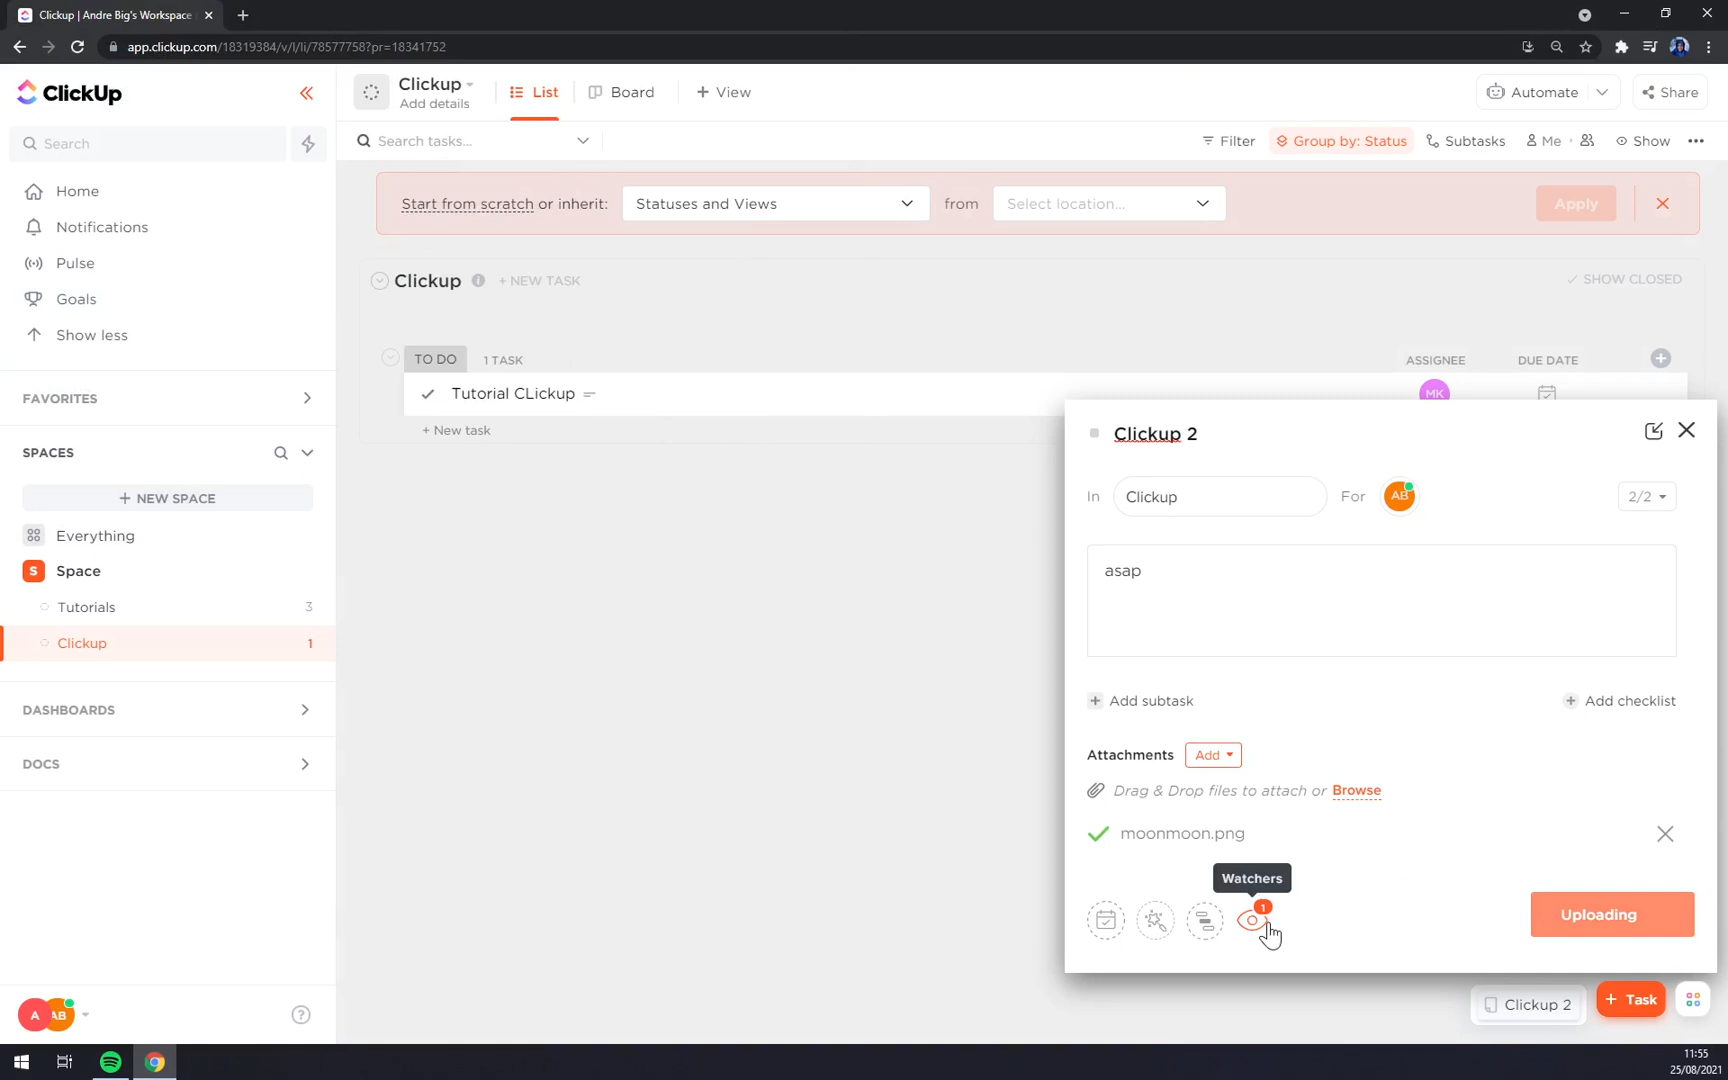 Clickup | Andre Big's Workspace
app.clickup.com/18319384/v/l/li/78577758?pr=18341752
ClickUp
Clickup
Add details
List
Board
+ View
Automate
Share
Search
Search tasks...
Filter
Group by: Status
Subtasks
Me
Show
Home
Notifications
Pulse
Goals
Show less
Start from scratch or inherit:
Statuses and Views
from
Select location...
Apply
Clickup
+ NEW TASK
SHOW CLOSED
TO DO
1 TASK
ASSIGNEE
DUE DATE
Tutorial CLickup
MK
+ New task
FAVORITES
SPACES
+ NEW SPACE
Everything
S
Space
Tutorials
3
Clickup
1
DASHBOARDS
DOCS
A
AB
Clickup 2
In
Clickup
For
AB
2/2
asap
+ Add subtask
+ Add checklist
Attachments
Add
Drag & Drop files to attach or Browse
moonmoon.png
Watchers
1
Uploading
Clickup 2
+ Task
11:55
25/08/2021